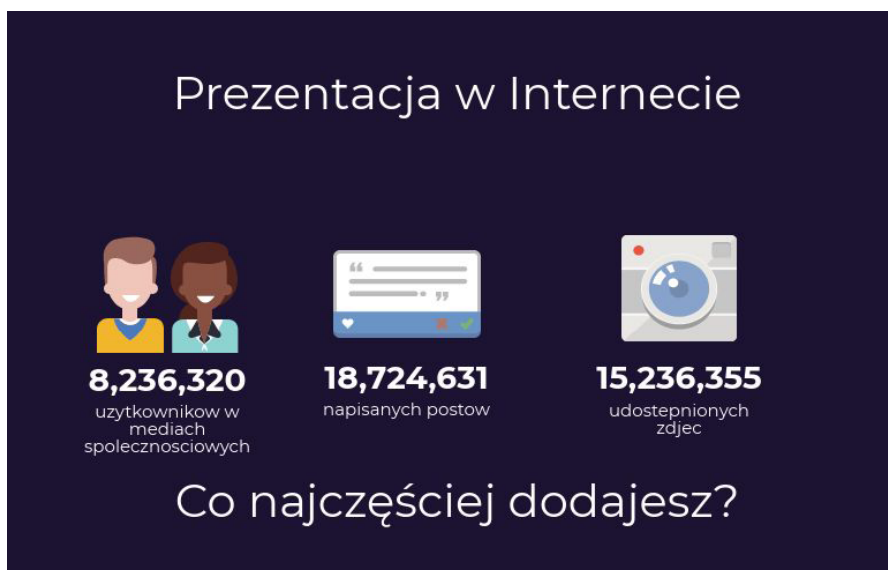 Prezentacja w Internecie
8,236,320
uzytkownikow w
mediach
spolecznosciowych
18,724,631
napisanych postow
15,236,355
udostepnionych
zdjec
Co najczęściej dodajesz?